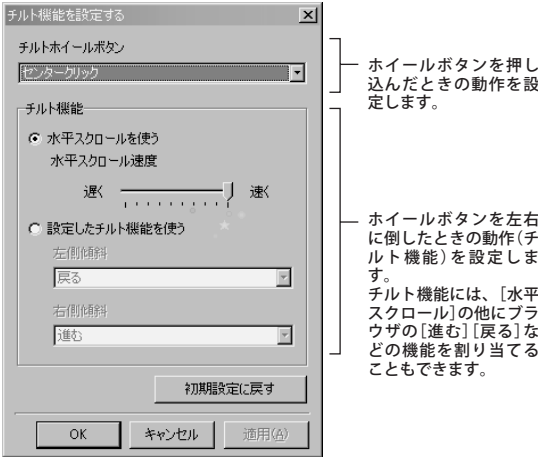 チルト機能を設定する
チルトホイールボタン
センタークリック
チルト機能
水平スクロールを使う
水平スクロール速度
遅く
速く
設定したチルト機能を使う
左側傾斜
戻る
右側傾斜
進む
初期設定に戻す
OK
キャンセル
適用(A)
ホイールボタンを押し
込んだときの動作を設
定します。
ホイールボタンを左右
に倒したときの動作(チ
ルト機能)を設定しま
す。
チルト機能には、[水平
スクロール]の他にブラ
ウザの[進む][戻る]な
どの機能を割り当てる
こともできます。